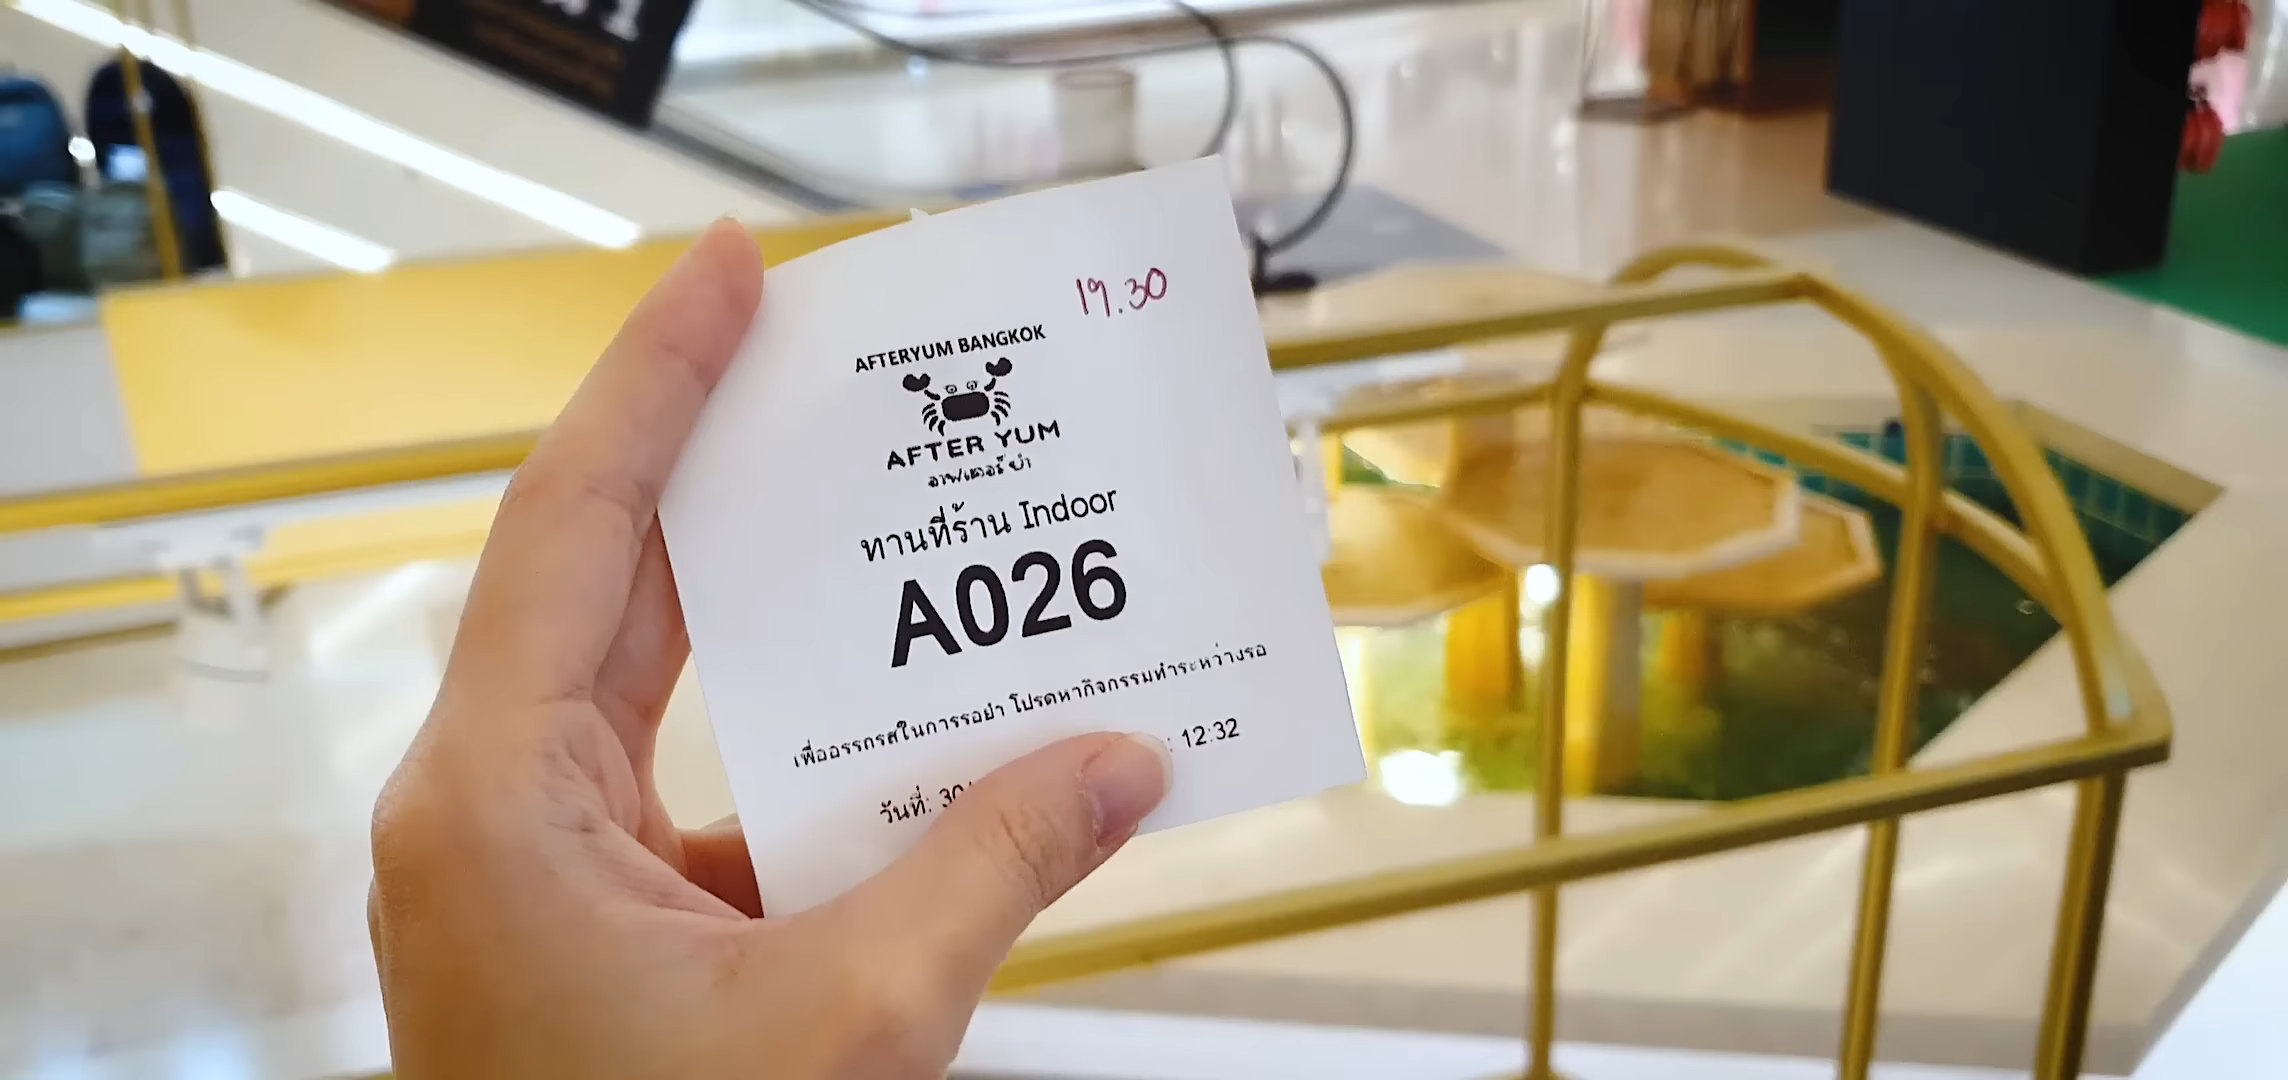 19.30
AFTERYUM BANGKOK
AFTER YUM
อาฟเตอร์ ยำ
ทานที่ร้าน Indoor
A026
เพื่ออรรถรสในการรอยำ โปรดหากิจกรรมทำระหว่างรอ
วันที่: 30 : 12:32